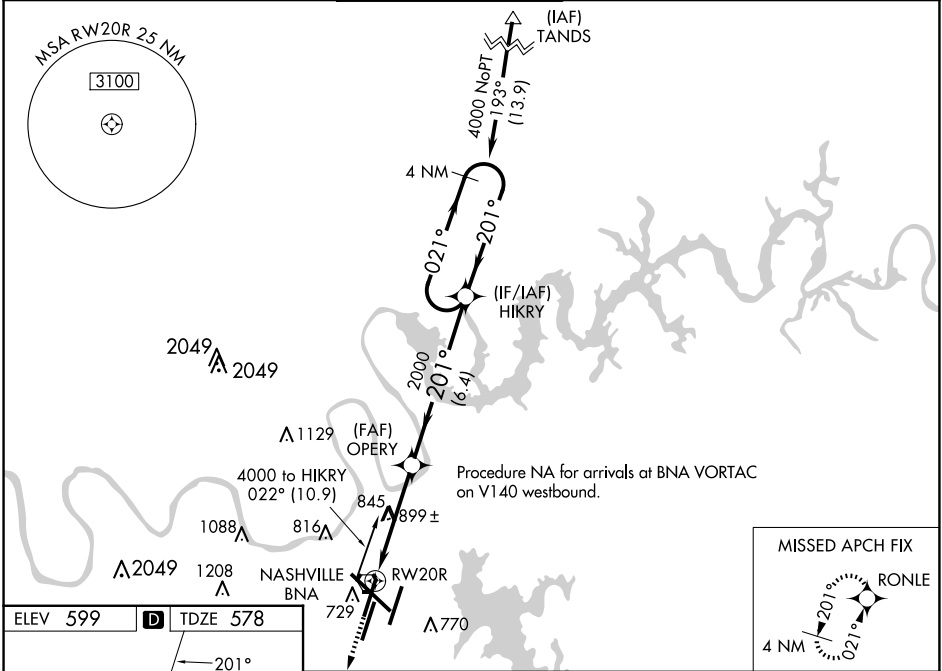 MSA RW20R 25 NM
3100
(IAF)
TANDS
4000 NoPT
193°
(13.9)
4 NM
201°
021°
(IF/IAF)
HIKRY
2049
2049
2000
201°
(6.4)
1129
(FAF)
OPERY
Procedure NA for arrivals at BNA VORTAC
on V140 westbound.
4000 to HIKRY
022° (10.9)
845
899 ±
1088
816
2049
1208
NASHVILLE
BNA
RW20R
729
770
MISSED APCH FIX
RONLE
201°
021°
4 NM
ELEV 599 D TDZE 578
201°